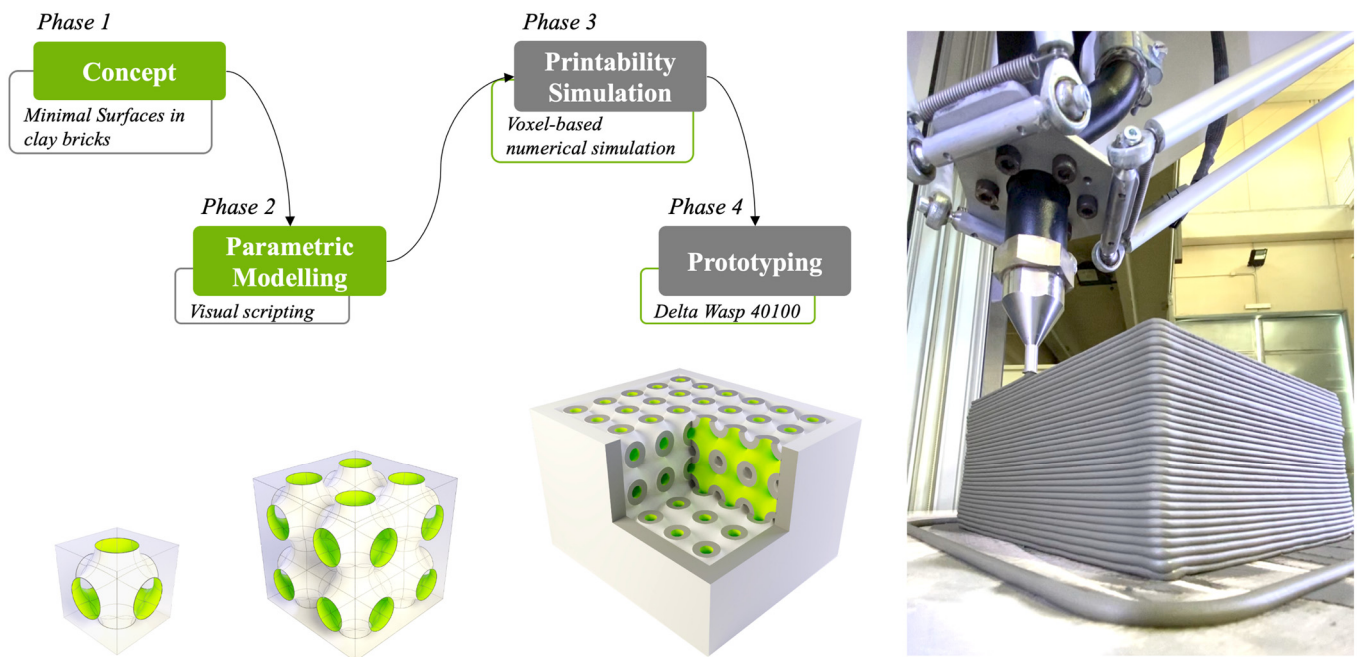 Phase 1
Concept
Minimal Surfaces in
clay bricks
Phase 2
Parametric
Modelling
Visual scripting
Phase 3
Printability
Simulation
Voxel-based
numerical simulation
Phase 4
Prototyping
Delta Wasp 40100